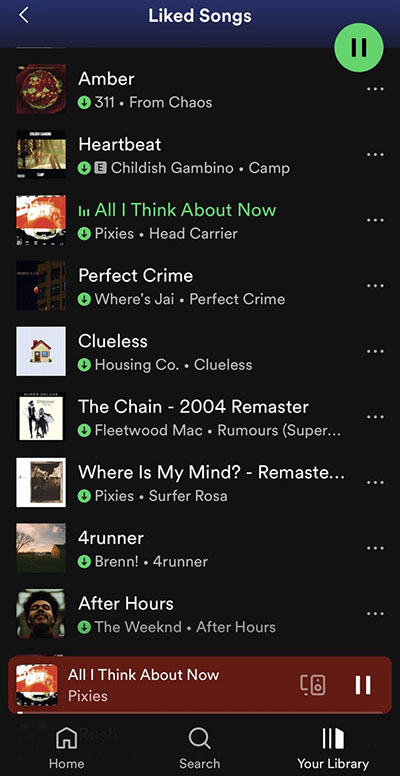 Liked Songs
Amber
311 • From Chaos
Heartbeat
E Childish Gambino • Camp
All I Think About Now
Pixies • Head Carrier
Perfect Crime
Where's Jai • Perfect Crime
Clueless
Housing Co. • Clueless
The Chain - 2004 Remaster
Fleetwood Mac • Rumours (Super...
Where Is My Mind? - Remaste...
Pixies • Surfer Rosa
4runner
Brenn! • 4runner
After Hours
The Weeknd • After Hours
All I Think About Now
Pixies
Rush
Home
Search
Your Library